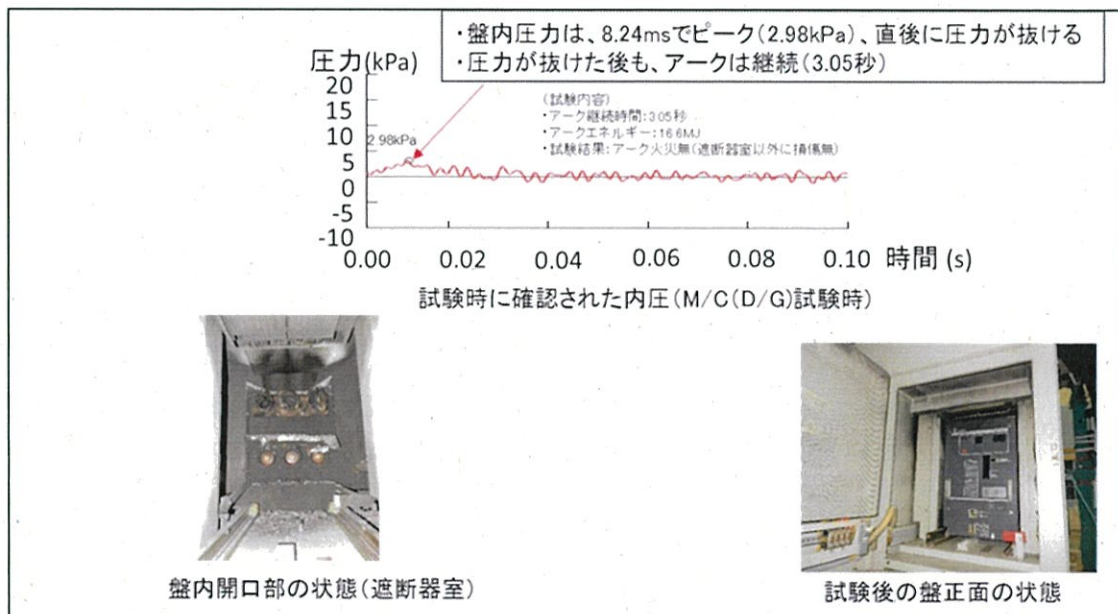 ・盤内圧力は、8.24msでピーク(2.98kPa)、直後に圧力が抜ける
・圧力が抜けた後も、アークは継続(3.05秒)
圧力(kPa)
20
15
10
5
0
-5
-10
2.98kPa
(試験内容)
・アーク継続時間:3.05秒
・アークエネルギー:16.6MJ
・試験結果:アーク火災無(遮断器室以外に損傷無)
0.00 0.02 0.04 0.06 0.08 0.10 時間 (s)
試験時に確認された内圧(M/C(D/G)試験時)
盤内開口部の状態(遮断器室)
試験後の盤正面の状態